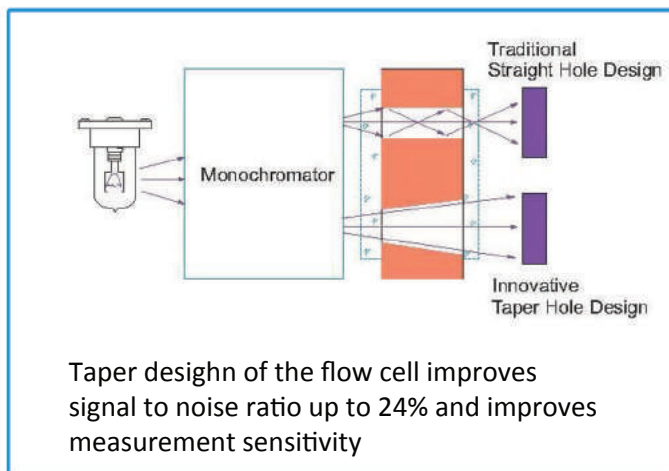 Traditional
Straight Hole Design
Monochromator
Innovative
Taper Hole Design
Taper desighn of the flow cell improves
signal to noise ratio up to 24% and improves
measurement sensitivity